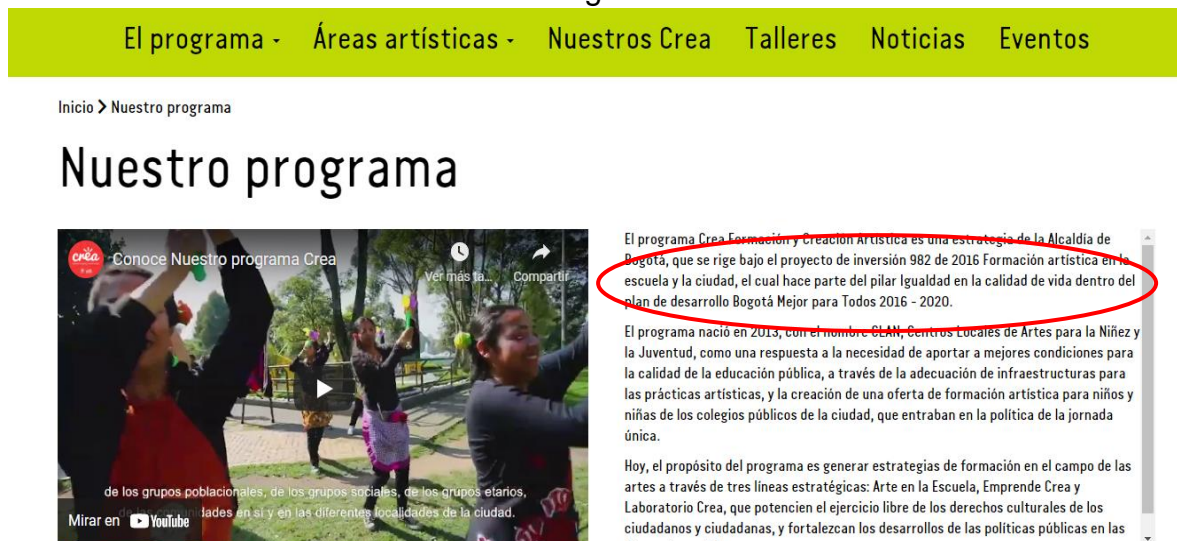 El programa - Áreas artísticas - Nuestros Crea Talleres Noticias Eventos
Inicio > Nuestro programa
Nuestro programa
crea
Conoce Nuestro programa Crea
Ver más ta... Compartir
de los grupos poblacionales, de los grupos sociales, de los grupos etarios,
de las comunidades en sí y en las diferentes localidades de la ciudad.
Mirar en YouTube
El programa Crea Formación y Creación Artística es una estrategia de la Alcaldía de
Bogotá, que se rige bajo el proyecto de inversión 982 de 2016 Formación artística en la
escuela y la ciudad, el cual hace parte del pilar Igualdad en la calidad de vida dentro del
plan de desarrollo Bogotá Mejor para Todos 2016 - 2020.
El programa nació en 2013, con el nombre CLAN, Centros Locales de Artes para la Niñez y
la Juventud, como una respuesta a la necesidad de aportar a mejores condiciones para
la calidad de la educación pública, a través de la adecuación de infraestructuras para
las prácticas artísticas, y la creación de una oferta de formación artística para niños y
niñas de los colegios públicos de la ciudad, que entraban en la política de la jornada
única.
Hoy, el propósito del programa es generar estrategias de formación en el campo de las
artes a través de tres líneas estratégicas: Arte en la Escuela, Emprende Crea y
Laboratorio Crea, que potencien el ejercicio libre de los derechos culturales de los
ciudadanos y ciudadanas, y fortalezcan los desarrollos de las políticas públicas en las